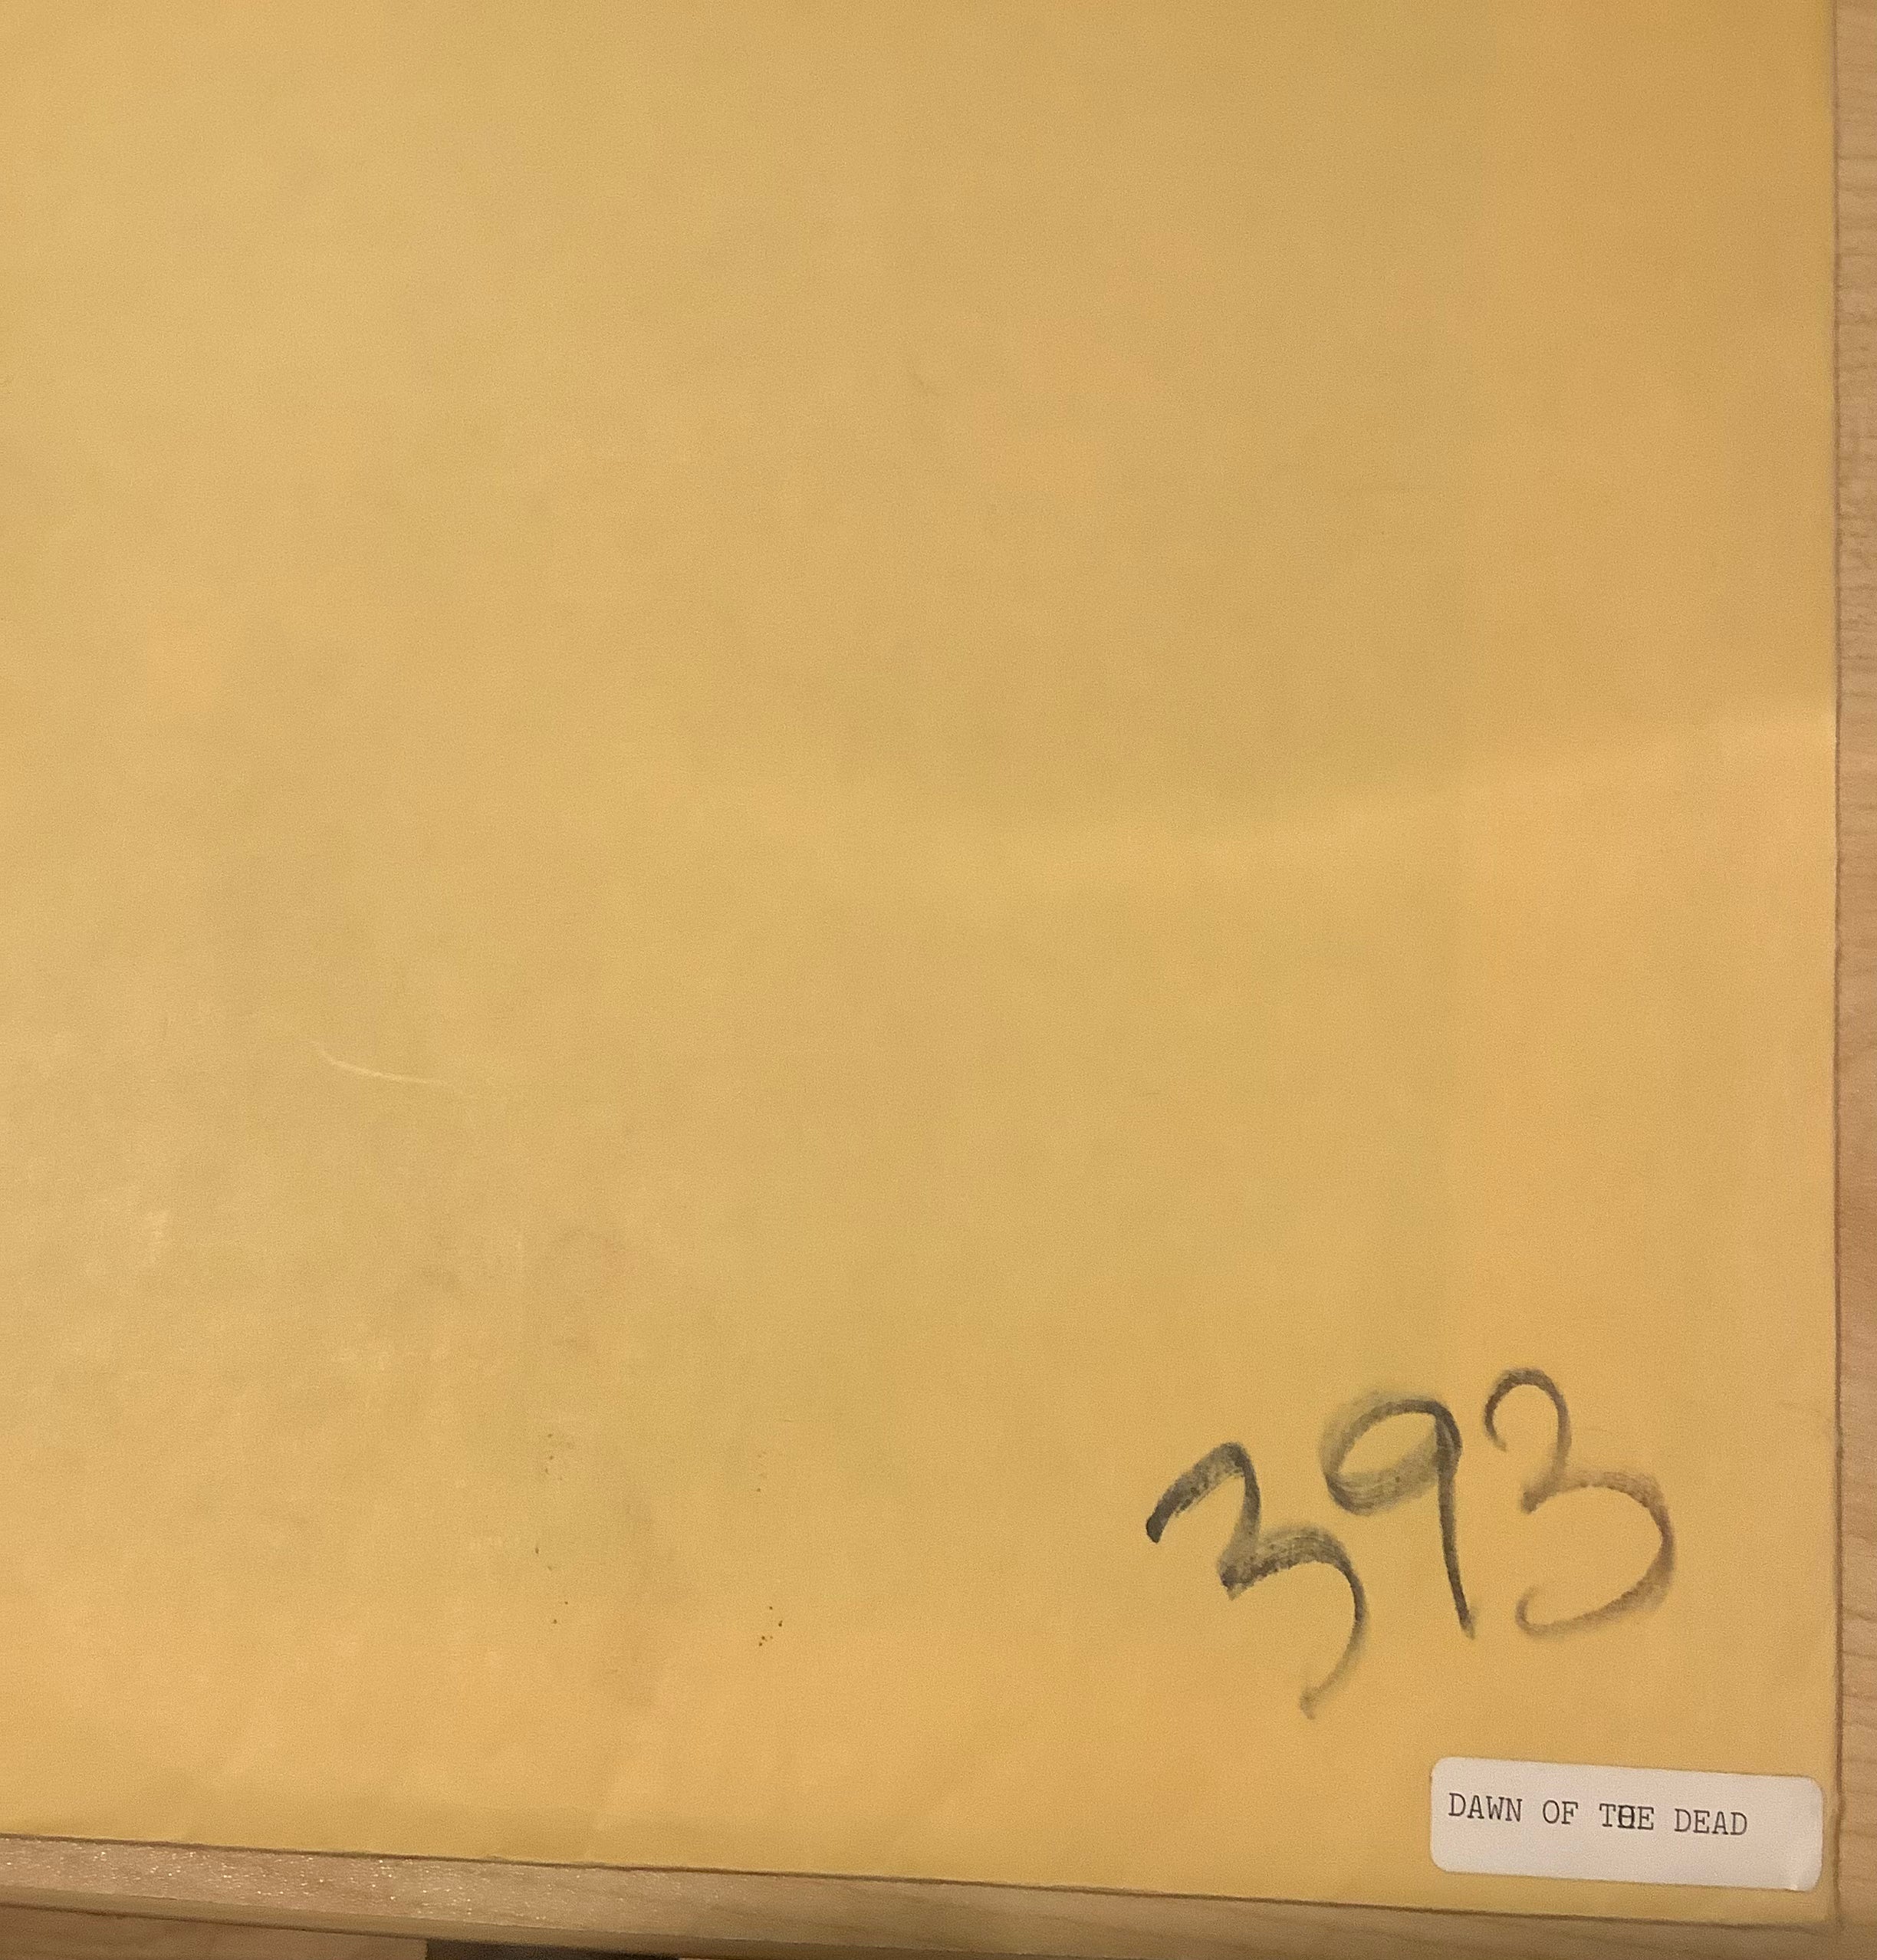 393
DAWN OF THE DEAD